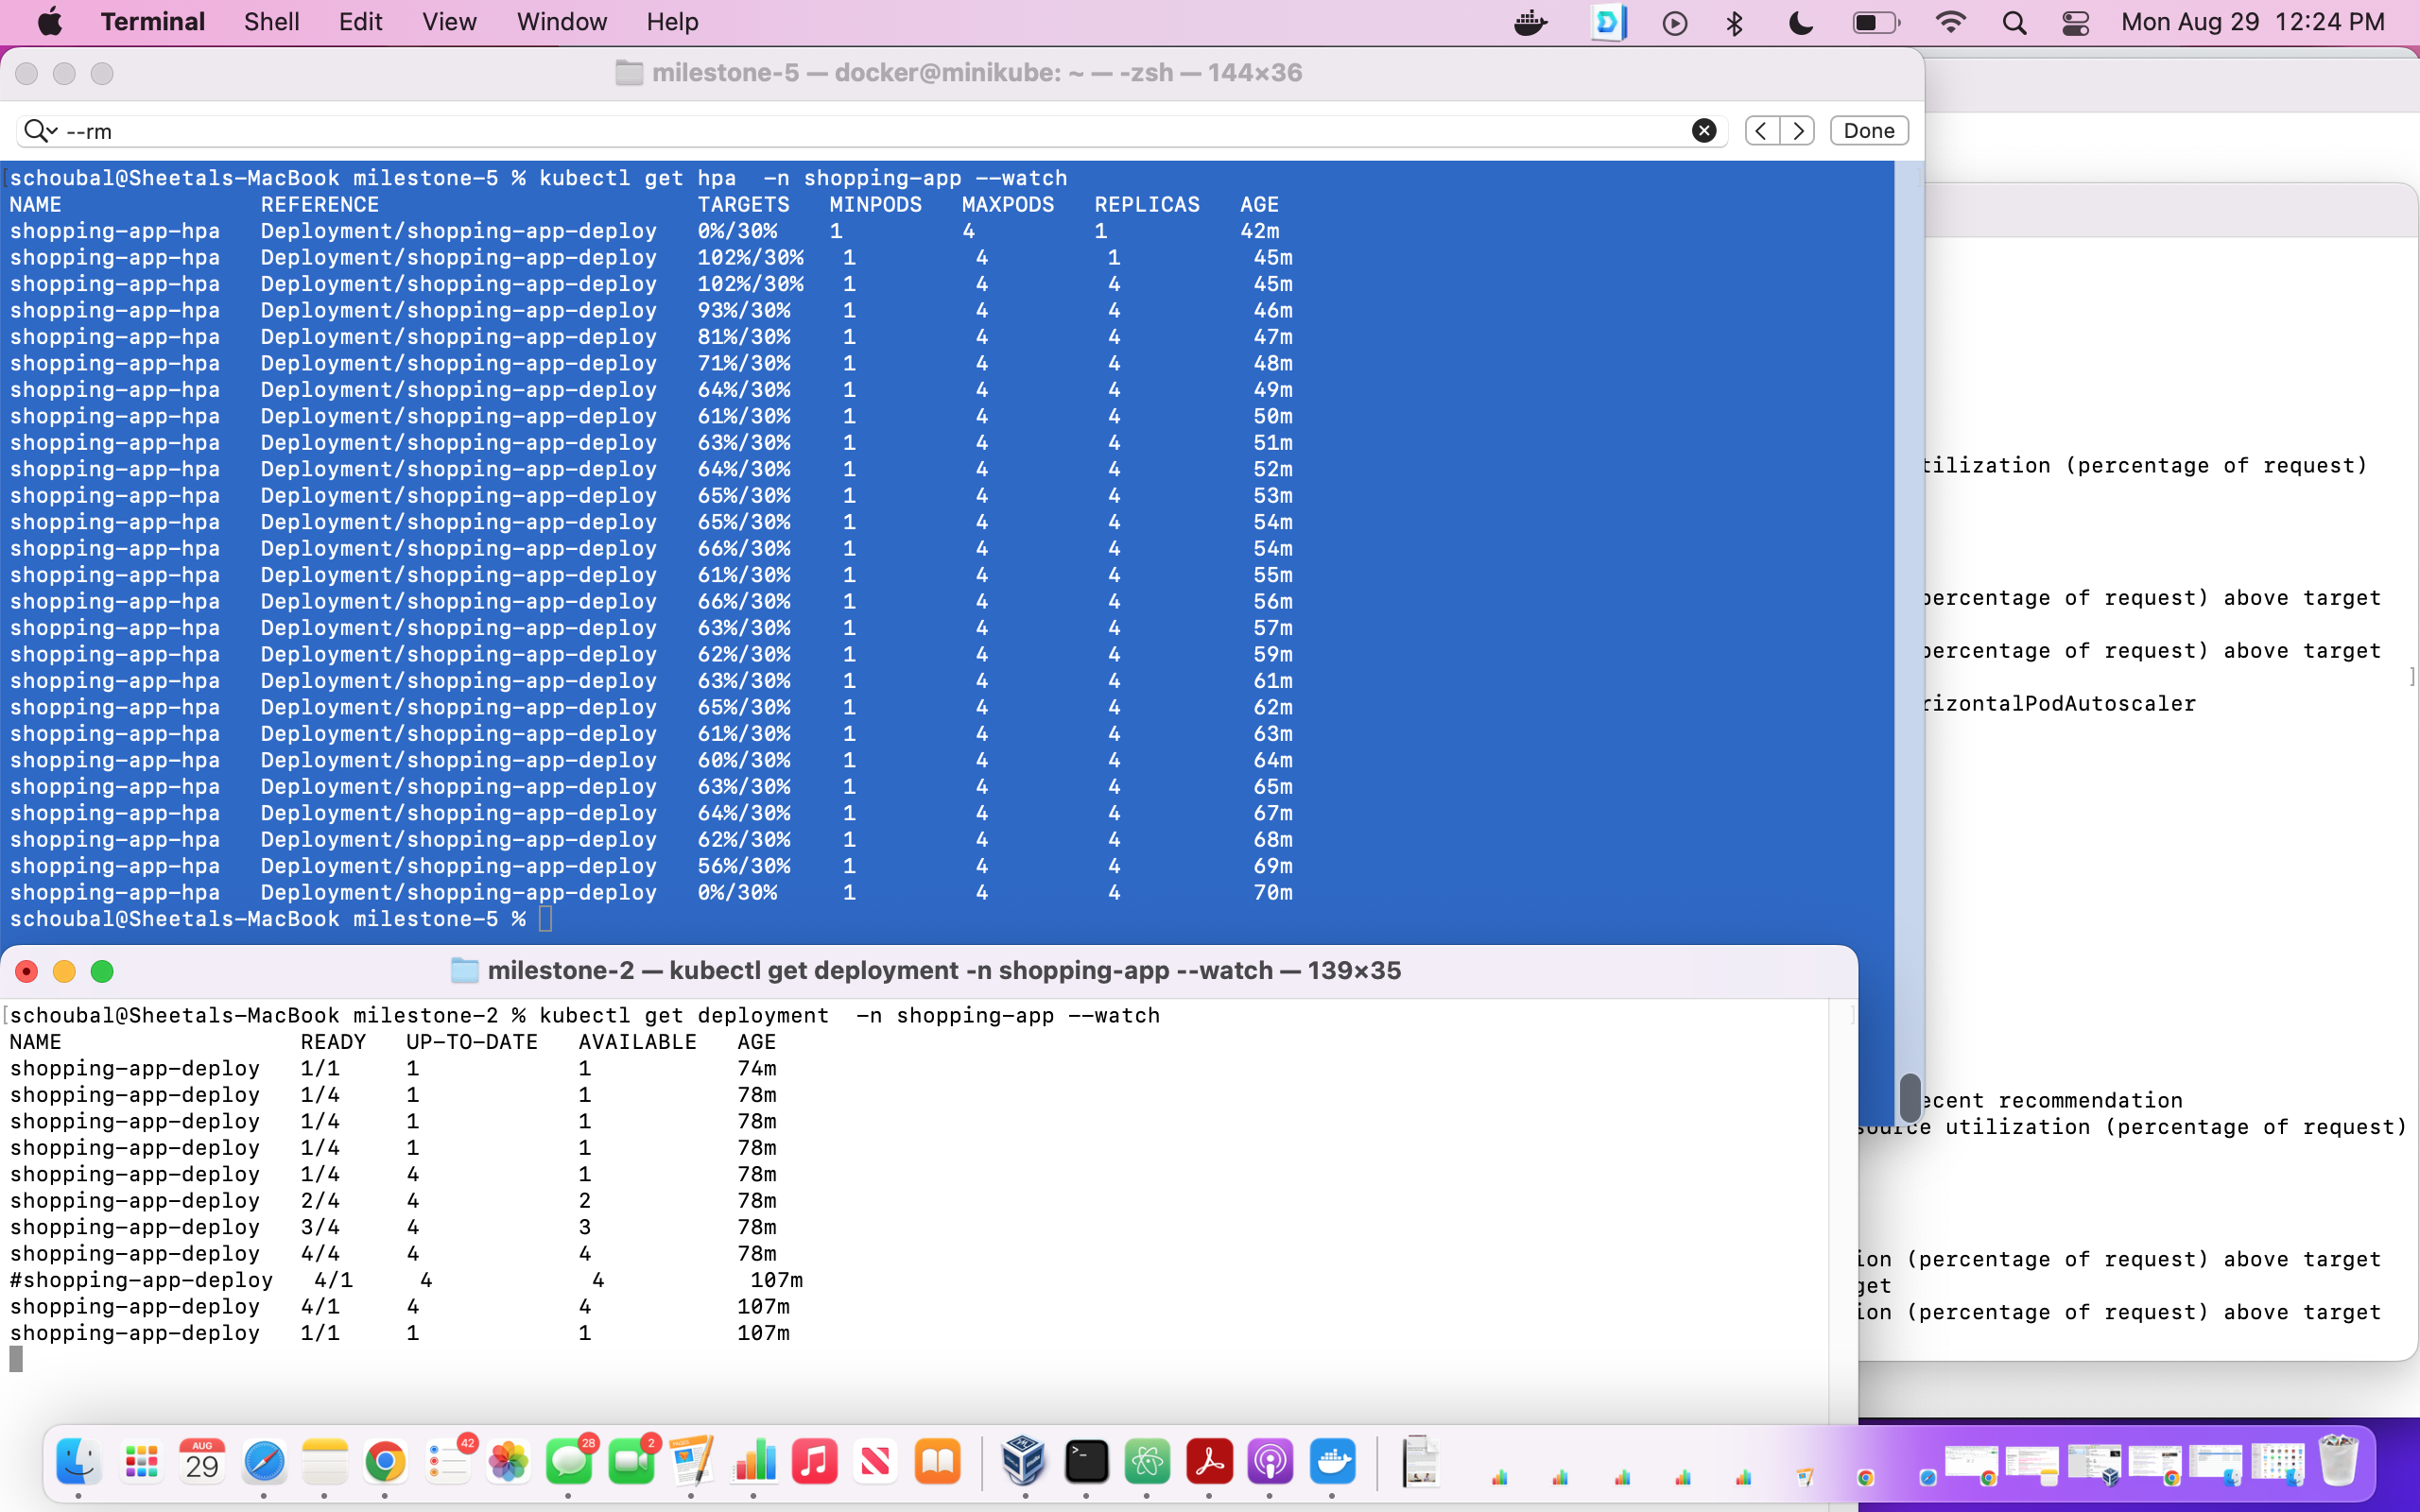 Terminal Shell Edit View Window Help Mon Aug 29 12:24 PM
milestone-5 — docker@minikube: ~ — -zsh — 144×36
--rm Done
schoubal@Sheetals-MacBook milestone-5 % kubectl get hpa  -n shopping-app --watch
NAME REFERENCE TARGETS MINPODS MAXPODS REPLICAS AGE
shopping-app-hpa Deployment/shopping-app-deploy 0%/30% 1 4 1 42m
shopping-app-hpa Deployment/shopping-app-deploy 102%/30% 1 4 1 45m
shopping-app-hpa Deployment/shopping-app-deploy 102%/30% 1 4 4 45m
shopping-app-hpa Deployment/shopping-app-deploy 93%/30% 1 4 4 46m
shopping-app-hpa Deployment/shopping-app-deploy 81%/30% 1 4 4 47m
shopping-app-hpa Deployment/shopping-app-deploy 71%/30% 1 4 4 48m
shopping-app-hpa Deployment/shopping-app-deploy 64%/30% 1 4 4 49m
shopping-app-hpa Deployment/shopping-app-deploy 61%/30% 1 4 4 50m
shopping-app-hpa Deployment/shopping-app-deploy 63%/30% 1 4 4 51m
shopping-app-hpa Deployment/shopping-app-deploy 64%/30% 1 4 4 52m
shopping-app-hpa Deployment/shopping-app-deploy 65%/30% 1 4 4 53m
shopping-app-hpa Deployment/shopping-app-deploy 65%/30% 1 4 4 54m
shopping-app-hpa Deployment/shopping-app-deploy 66%/30% 1 4 4 54m
shopping-app-hpa Deployment/shopping-app-deploy 61%/30% 1 4 4 55m
shopping-app-hpa Deployment/shopping-app-deploy 66%/30% 1 4 4 56m
shopping-app-hpa Deployment/shopping-app-deploy 63%/30% 1 4 4 57m
shopping-app-hpa Deployment/shopping-app-deploy 62%/30% 1 4 4 59m
shopping-app-hpa Deployment/shopping-app-deploy 63%/30% 1 4 4 61m
shopping-app-hpa Deployment/shopping-app-deploy 65%/30% 1 4 4 62m
shopping-app-hpa Deployment/shopping-app-deploy 61%/30% 1 4 4 63m
shopping-app-hpa Deployment/shopping-app-deploy 60%/30% 1 4 4 64m
shopping-app-hpa Deployment/shopping-app-deploy 63%/30% 1 4 4 65m
shopping-app-hpa Deployment/shopping-app-deploy 64%/30% 1 4 4 67m
shopping-app-hpa Deployment/shopping-app-deploy 62%/30% 1 4 4 68m
shopping-app-hpa Deployment/shopping-app-deploy 56%/30% 1 4 4 69m
shopping-app-hpa Deployment/shopping-app-deploy 0%/30% 1 4 4 70m
schoubal@Sheetals-MacBook milestone-5 %
(percentage of request)
of request) above target
of request) above target
milestone-2 — kubectl get deployment -n shopping-app --watch — 139×35
schoubal@Sheetals-MacBook milestone-2 % kubectl get deployment  -n shopping-app --watch
NAME READY UP-TO-DATE AVAILABLE AGE
shopping-app-deploy 1/1 1 1 74m
shopping-app-deploy 1/4 1 1 78m
shopping-app-deploy 1/4 1 1 78m
shopping-app-deploy 1/4 1 1 78m
shopping-app-deploy 1/4 4 1 78m
shopping-app-deploy 2/4 4 2 78m
shopping-app-deploy 3/4 4 3 78m
shopping-app-deploy 4/4 4 4 78m
#shopping-app-deploy 4/1 4 4 107m
shopping-app-deploy 4/1 4 4 107m
shopping-app-deploy 1/1 1 1 107m
recommendation
utilization (percentage of request)
(percentage of request) above target
(percentage of request) above target
AUG
29
42
28
2